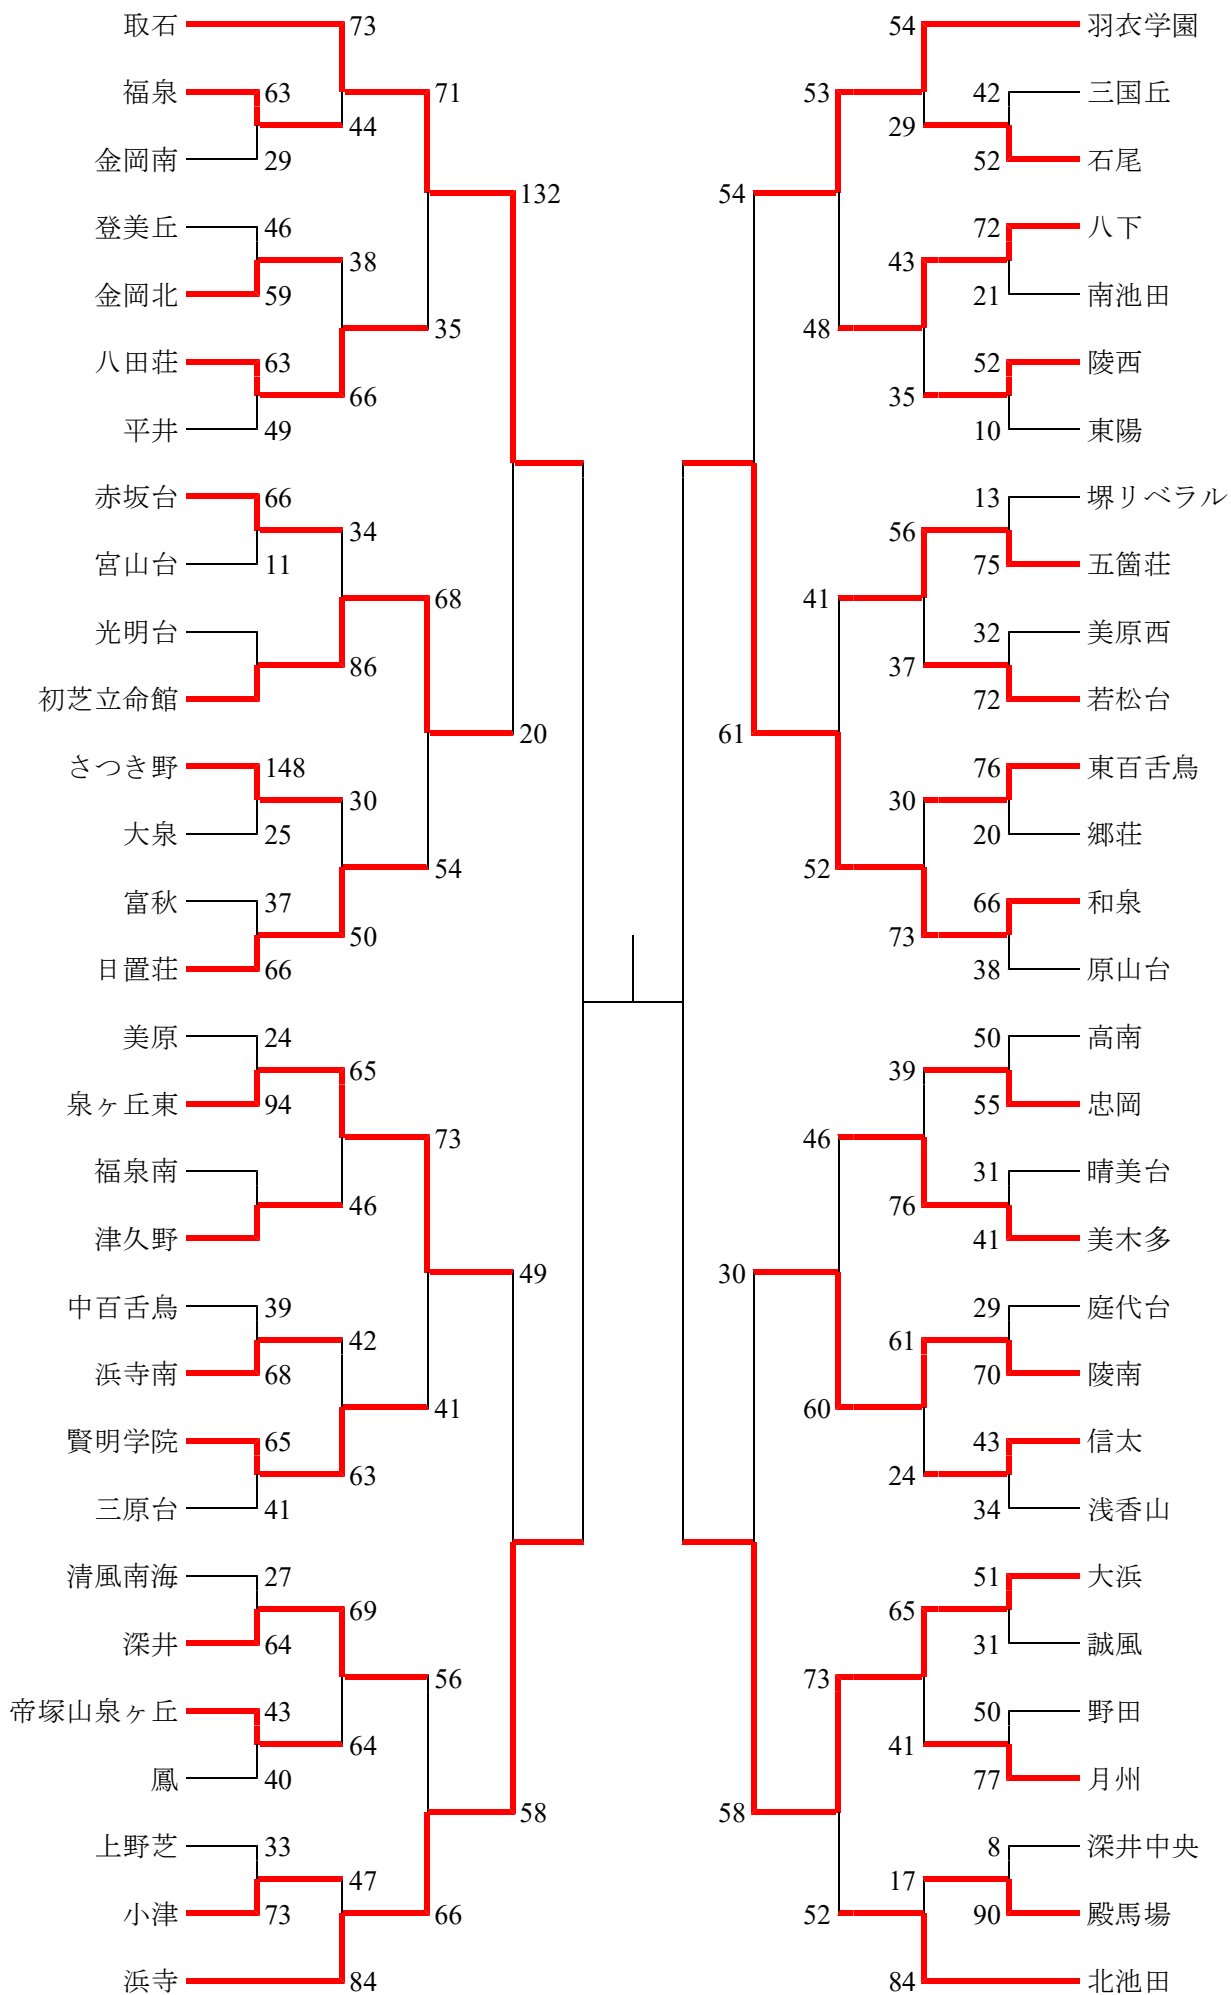 取石 73 54 羽衣学園
福泉 63 71 53 42 三国丘
44 29
金岡南 29 52 石尾
132 54
登美丘 46 72 八下
38 43
金岡北 59 21 南池田
35 48
八田荘 63 52 陵西
66 35
平井 49 10 東陽
赤坂台 66 13 堺リベラル
34 56
宮山台 11 75 五箇荘
68 41
光明台 32 美原西
86 37
初芝立命館 72 若松台
20 61
さつき野 148 76 東百舌鳥
30 30
大泉 25 20 郷荘
54 52
富秋 37 66 和泉
50 73
日置荘 66 38 原山台
美原 24 50 高南
65 39
泉ヶ丘東 94 55 忠岡
73 46
福泉南 31 晴美台
46 76
津久野 41 美木多
49 30
中百舌鳥 39 29 庭代台
42 61
浜寺南 68 70 陵南
41 60
賢明学院 65 43 信太
63 24
三原台 41 34 浅香山
清風南海 27 51 大浜
69 65
深井 64 31 誠風
56 73
帝塚山泉ヶ丘 43 50 野田
64 41
鳳 40 77 月州
58 58
上野芝 33 8 深井中央
47 17
小津 73 66 52 90 殿馬場
浜寺 84 84 北池田